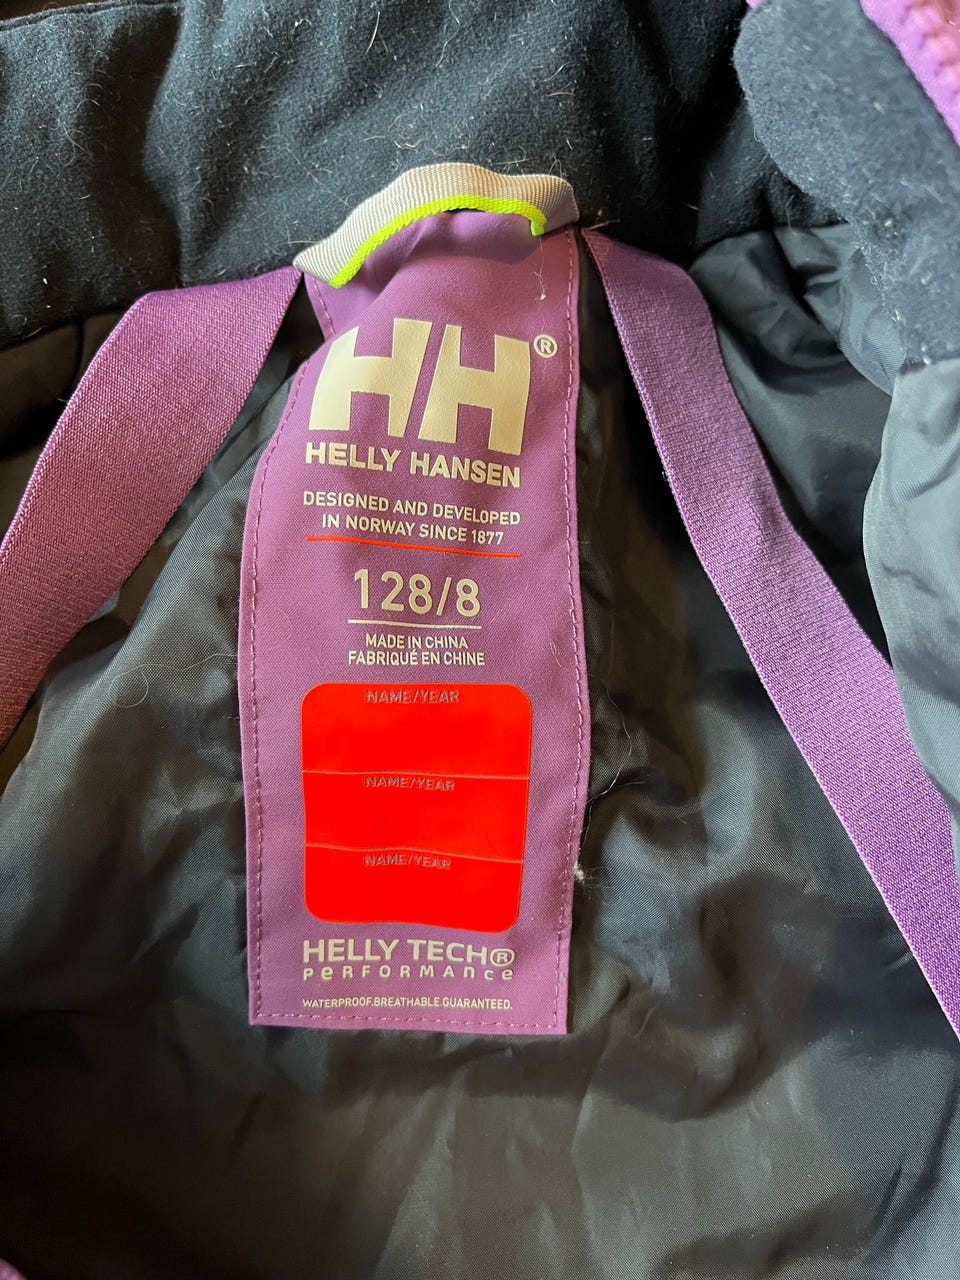 HH®
HELLY HANSEN
DESIGNED AND DEVELOPED
IN NORWAY SINCE 1877
128/8
MADE IN CHINA
FABRIQUÉ EN CHINE
NAME/YEAR
NAME/YEAR
NAME/YEAR
HELLY TECH®
PERFORMANCE
WATERPROOF.BREATHABLE.GUARANTEED.